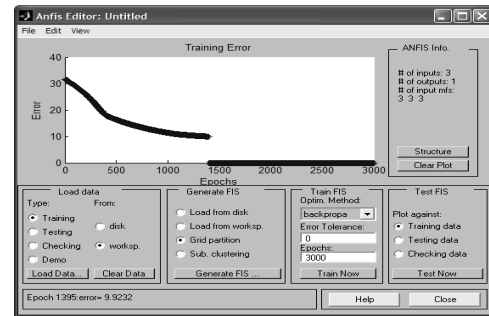 Anfis Editor: Untitled
File Edit View
Training Error
40
30
20
10
0
Error
0 500 1000 1500 2000 2500 3000
Epochs
ANFIS Info.
# of inputs: 3
# of outputs: 1
# of input mfs:
3 3 3
Structure
Clear Plot
Load data
Type: From:
Training
Testing
Checking
Demo
disk
worksp.
Load Data... Clear Data
Generate FIS
Load from disk
Load from worksp.
Grid partition
Sub. clustering
Generate FIS ...
Train FIS
Optim. Method:
backpropa
Error Tolerance:
0
Epochs:
3000
Train Now
Test FIS
Plot against:
Training data
Testing data
Checking data
Test Now
Epoch 1395:error= 9.9232
Help
Close